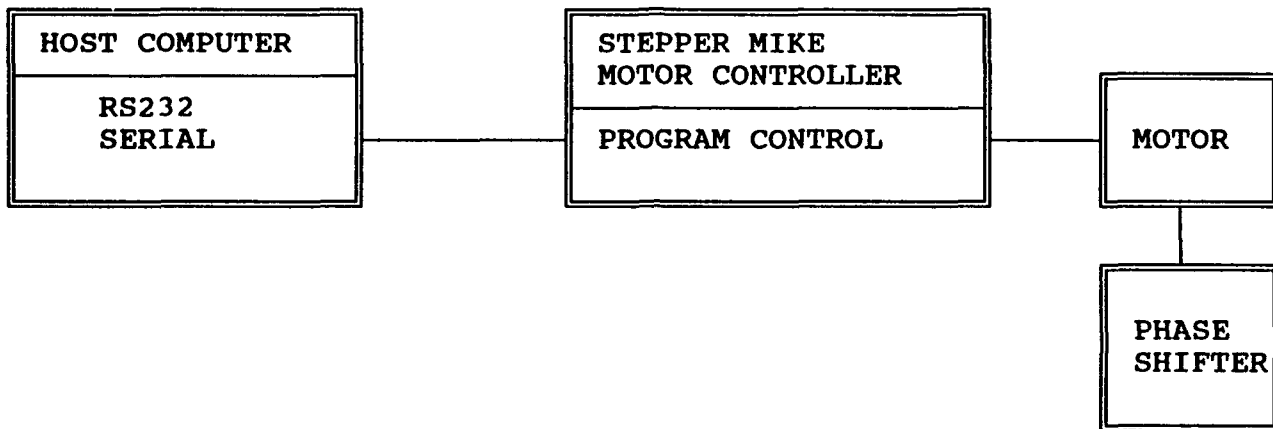 HOST COMPUTER
RS232
SERIAL
STEPPER MIKE
MOTOR CONTROLLER
PROGRAM CONTROL
MOTOR
PHASE
SHIFTER